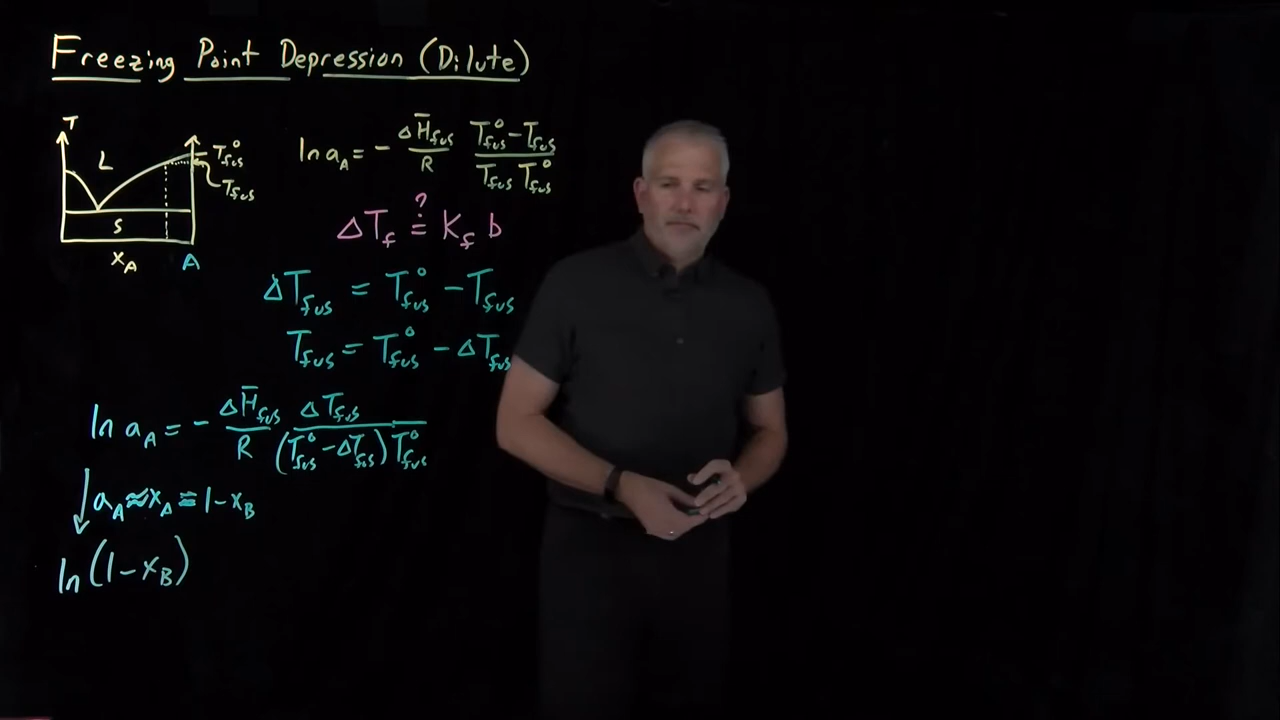 Freezing Point Depression (Dilute)
T
L
T°fus
Tfus
S
xA
A
ln aA = − ΔH̅fus/R (T°fus − Tfus)/(Tfus T°fus)
ΔTf ≟ Kf b
ΔTfus = T°fus − Tfus
Tfus = T°fus − ΔTfus
ln aA = − ΔH̅fus/R ΔTfus/((T°fus − ΔTfus) T°fus)
↓ aA ≈ xA = 1 − xB
ln (1 − xB)